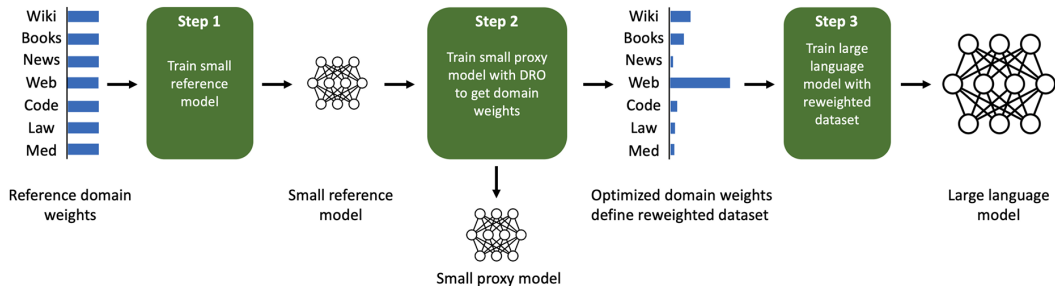 Wiki
Books
News
Web
Code
Law
Med
Reference domain
weights
Step 1
Train small
reference
model
Small reference
model
Step 2
Train small proxy
model with DRO
to get domain
weights
Small proxy model
Wiki
Books
News
Web
Code
Law
Med
Optimized domain weights
define reweighted dataset
Step 3
Train large
language
model with
reweighted
dataset
Large language
model